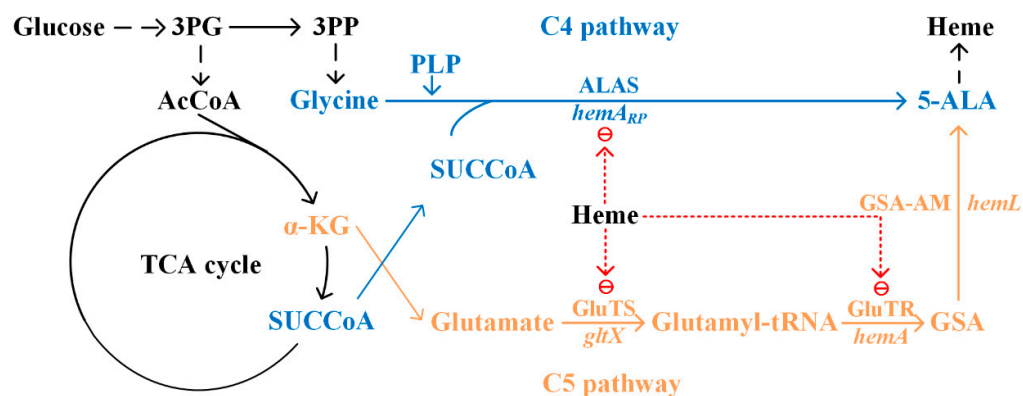 Glucose 3PG 3PP C4 pathway Heme
PLP
AcCoA Glycine ALAS 5-ALA
hemA_RP
⊖
SUCCoA
GSA-AM hemL
Heme
α-KG
TCA cycle
⊖ ⊖
SUCCoA Glutamate GluTS Glutamyl-tRNA GluTR GSA
gltX hemA
C5 pathway